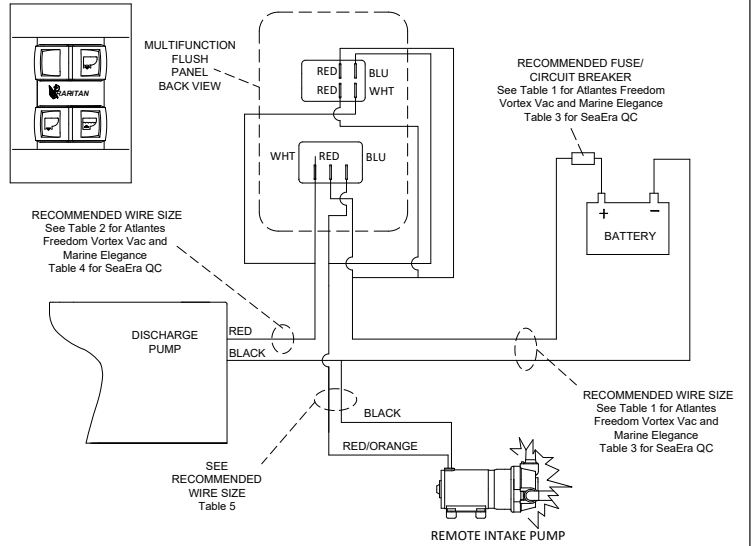 RARITAN
MULTIFUNCTION
FLUSH
PANEL
BACK VIEW
RED BLU
RED WHT
WHT RED BLU
RECOMMENDED FUSE/
CIRCUIT BREAKER
See Table 1 for Atlantes Freedom
Vortex Vac and Marine Elegance
Table 3 for SeaEra QC
+ −
BATTERY
RECOMMENDED WIRE SIZE
See Table 2 for Atlantes
Freedom Vortex Vac and
Marine Elegance
Table 4 for SeaEra QC
DISCHARGE
PUMP
RED
BLACK
RECOMMENDED WIRE SIZE
See Table 1 for Atlantes
Freedom Vortex Vac and
Marine Elegance
Table 3 for SeaEra QC
BLACK
RED/ORANGE
SEE
RECOMMENDED
WIRE SIZE
Table 5
REMOTE INTAKE PUMP